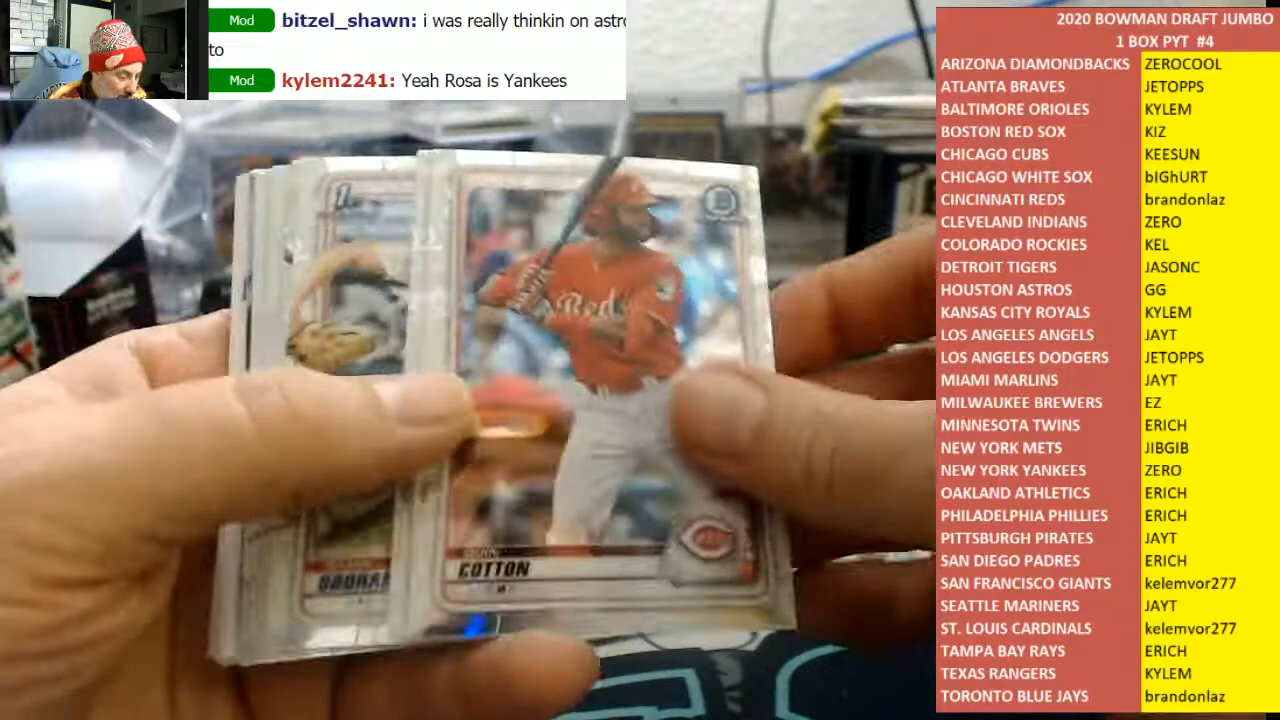 Mod bitzel_shawn: i was really thinkin on astro
to
Mod kylem2241: Yeah Rosa is Yankees
2020 BOWMAN DRAFT JUMBO
1 BOX PYT #4
ARIZONA DIAMONDBACKS ZEROCOOL
ATLANTA BRAVES JETOPPS
BALTIMORE ORIOLES KYLEM
BOSTON RED SOX KIZ
CHICAGO CUBS KEESUN
CHICAGO WHITE SOX bIGhURT
CINCINNATI REDS brandonlaz
CLEVELAND INDIANS ZERO
COLORADO ROCKIES KEL
DETROIT TIGERS JASONC
HOUSTON ASTROS GG
KANSAS CITY ROYALS KYLEM
LOS ANGELES ANGELS JAYT
LOS ANGELES DODGERS JETOPPS
MIAMI MARLINS JAYT
MILWAUKEE BREWERS EZ
MINNESOTA TWINS ERICH
NEW YORK METS JIBGIB
NEW YORK YANKEES ZERO
OAKLAND ATHLETICS ERICH
PHILADELPHIA PHILLIES ERICH
PITTSBURGH PIRATES JAYT
SAN DIEGO PADRES ERICH
SAN FRANCISCO GIANTS kelemvor277
SEATTLE MARINERS JAYT
ST. LOUIS CARDINALS kelemvor277
TAMPA BAY RAYS ERICH
TEXAS RANGERS KYLEM
TORONTO BLUE JAYS brandonlaz
1st
Reds
COTTON